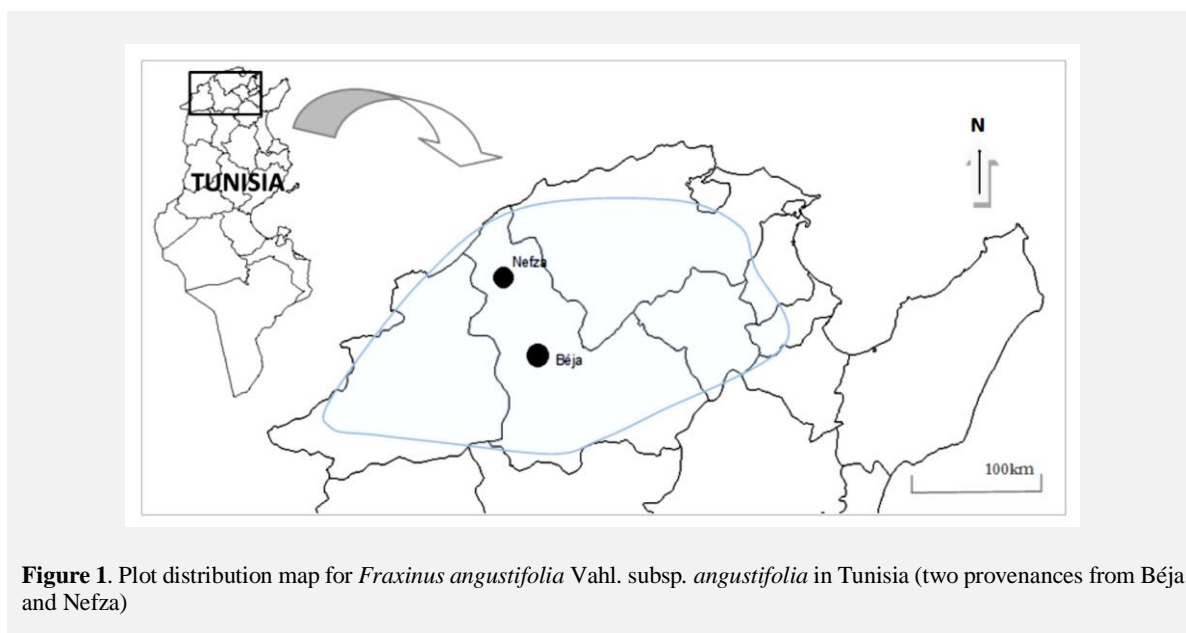 TUNISIA
N
Nefza
Béja
100km
Figure 1. Plot distribution map for Fraxinus angustifolia Vahl. subsp. angustifolia in Tunisia (two provenances from Béja
and Nefza)